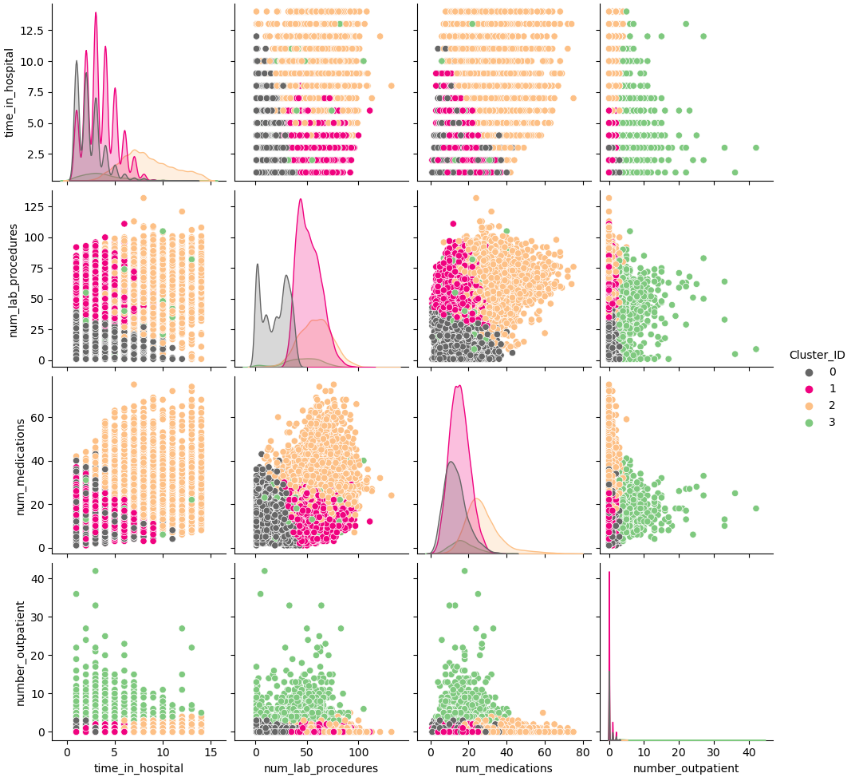 time_in_hospital
12.5
10.0
7.5
5.0
2.5
num_lab_procedures
125
100
75
50
25
0
Cluster_ID
0
1
2
3
num_medications
60
40
20
0
number_outpatient
40
30
20
10
0
0 5 10 15
0 50 100
0 20 40 60 80
0 20 40
time_in_hospital
num_lab_procedures
num_medications
number_outpatient